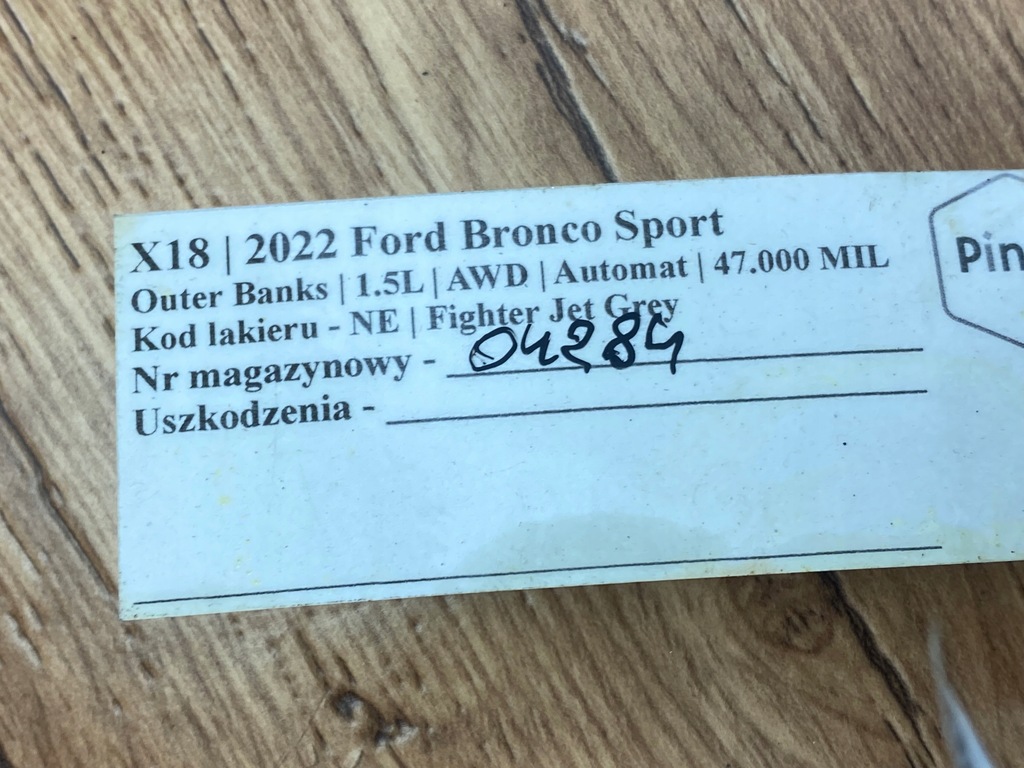 X18 | 2022 Ford Bronco Sport
Outer Banks | 1.5L | AWD | Automat | 47.000 MIL
Kod lakieru - NE | Fighter Jet Grey
Nr magazynowy - 04284
Uszkodzenia -
Pin